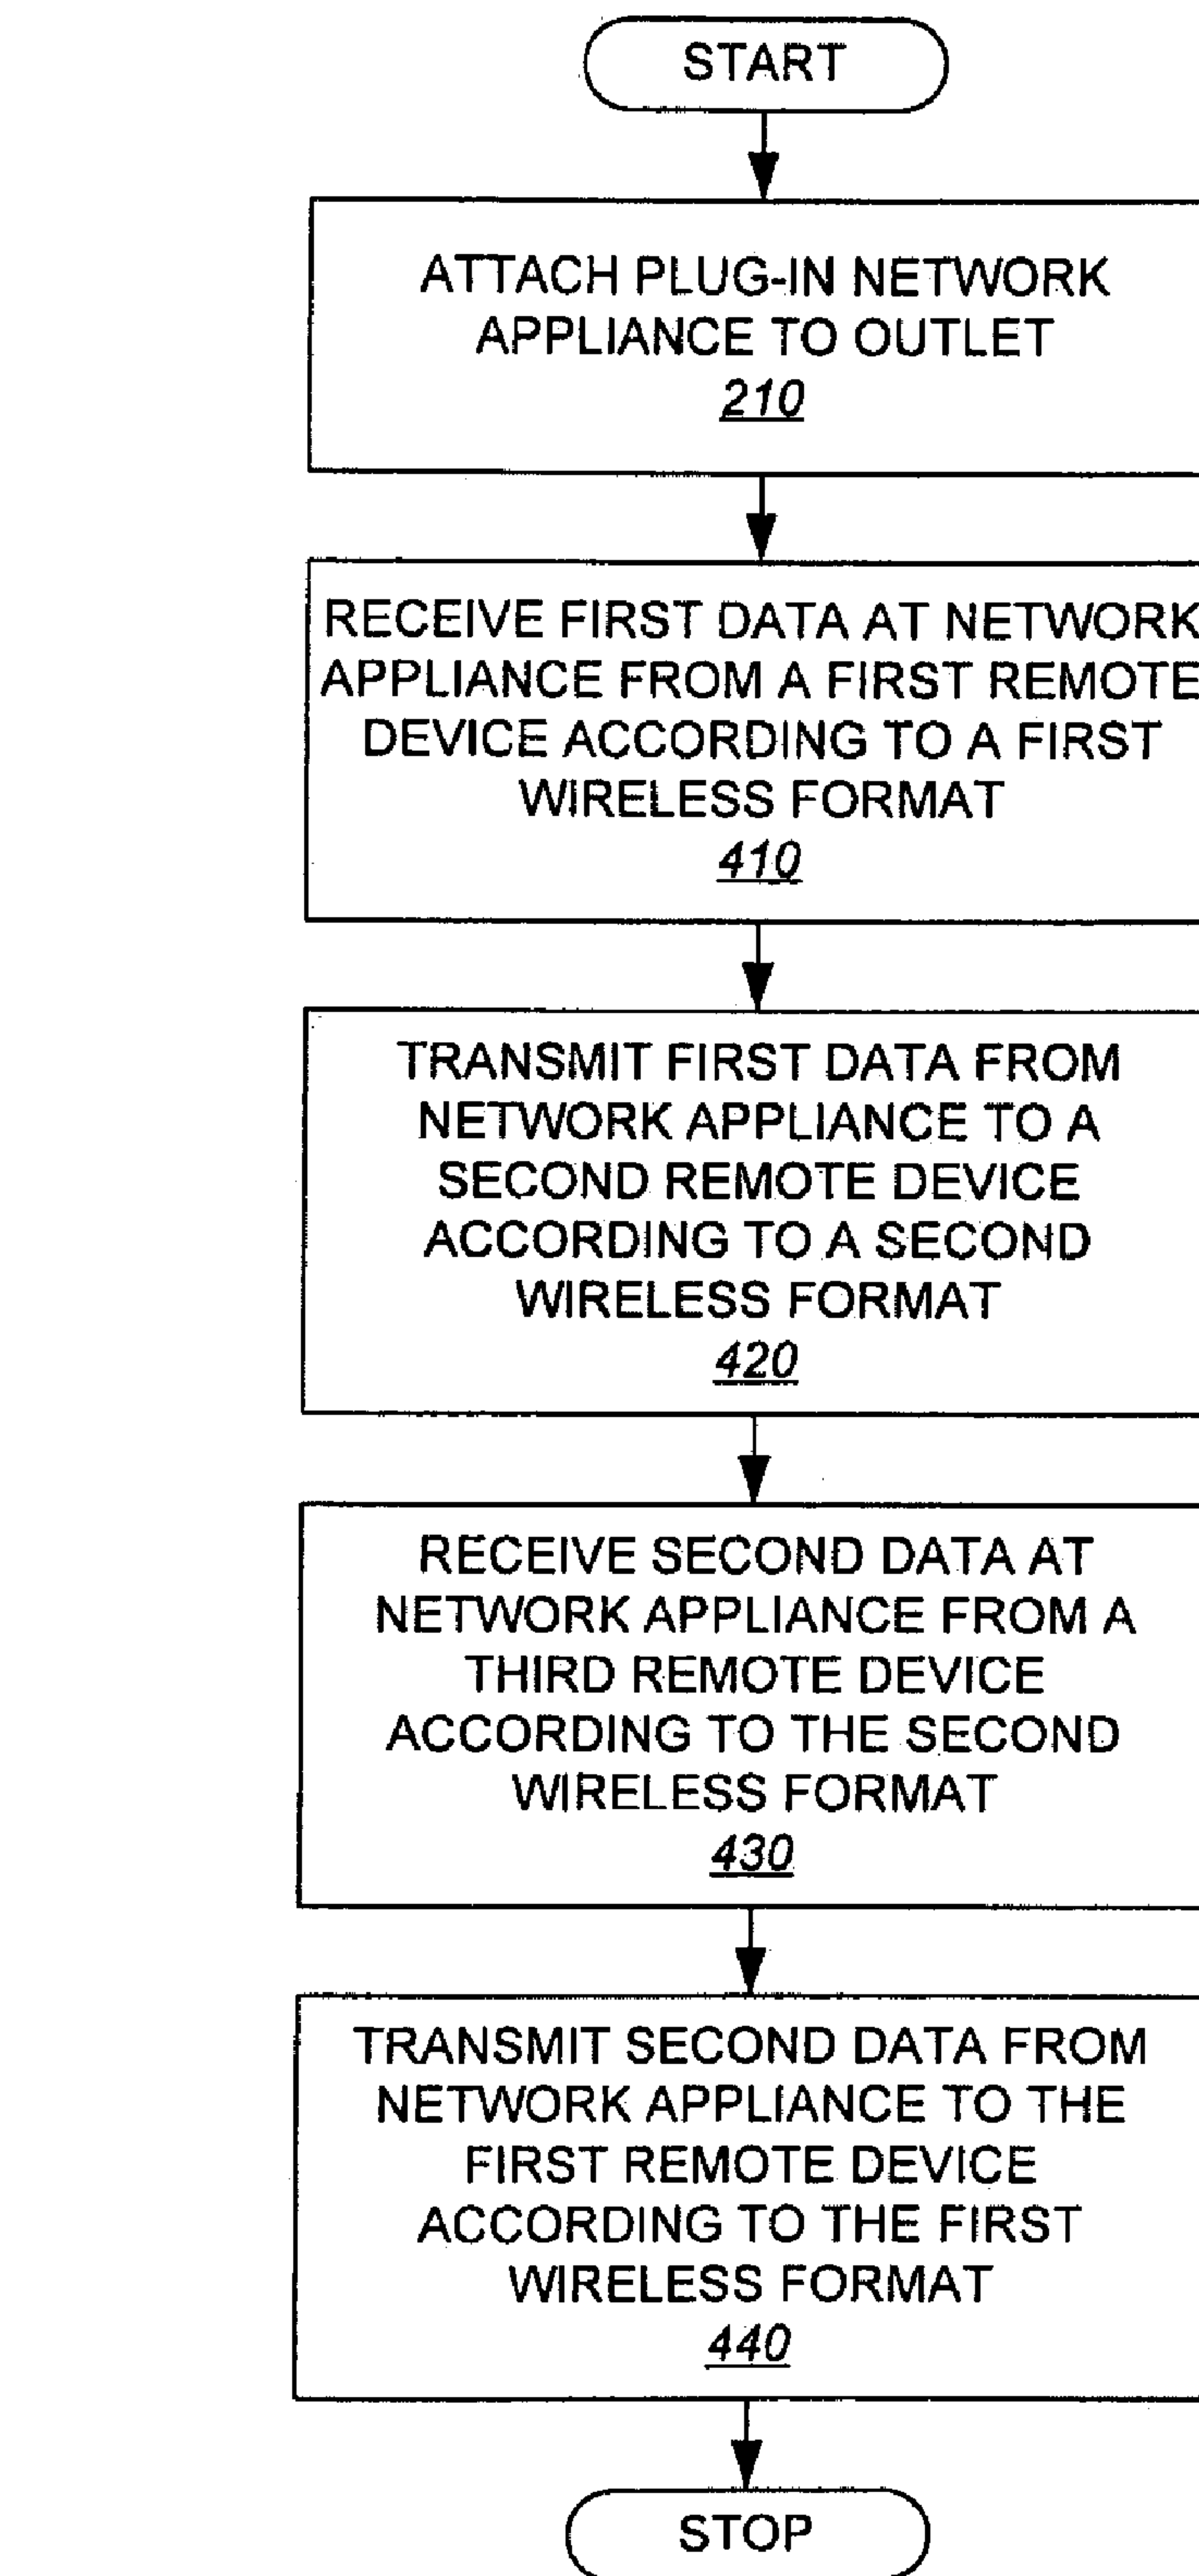 START
ATTACH PLUG-IN NETWORK
APPLIANCE TO OUTLET
210
RECEIVE FIRST DATA AT NETWORK
APPLIANCE FROM A FIRST REMOTE
DEVICE ACCORDING TO A FIRST
WIRELESS FORMAT
410
TRANSMIT FIRST DATA FROM
NETWORK APPLIANCE TO A
SECOND REMOTE DEVICE
ACCORDING TO A SECOND
WIRELESS FORMAT
420
RECEIVE SECOND DATA AT
NETWORK APPLIANCE FROM A
THIRD REMOTE DEVICE
ACCORDING TO THE SECOND
WIRELESS FORMAT
430
TRANSMIT SECOND DATA FROM
NETWORK APPLIANCE TO THE
FIRST REMOTE DEVICE
ACCORDING TO THE FIRST
WIRELESS FORMAT
440
STOP